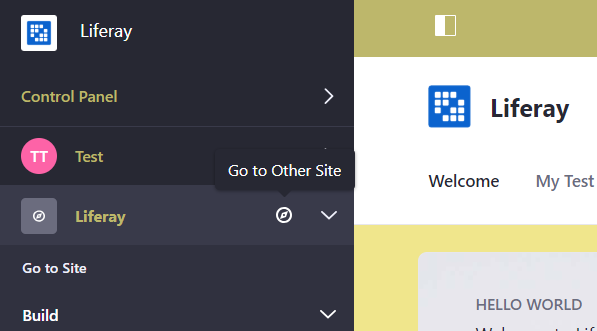 Liferay
Control Panel
TT Test
Go to Other Site
Liferay
Go to Site
Build
Liferay
Welcome My Test
HELLO WORLD